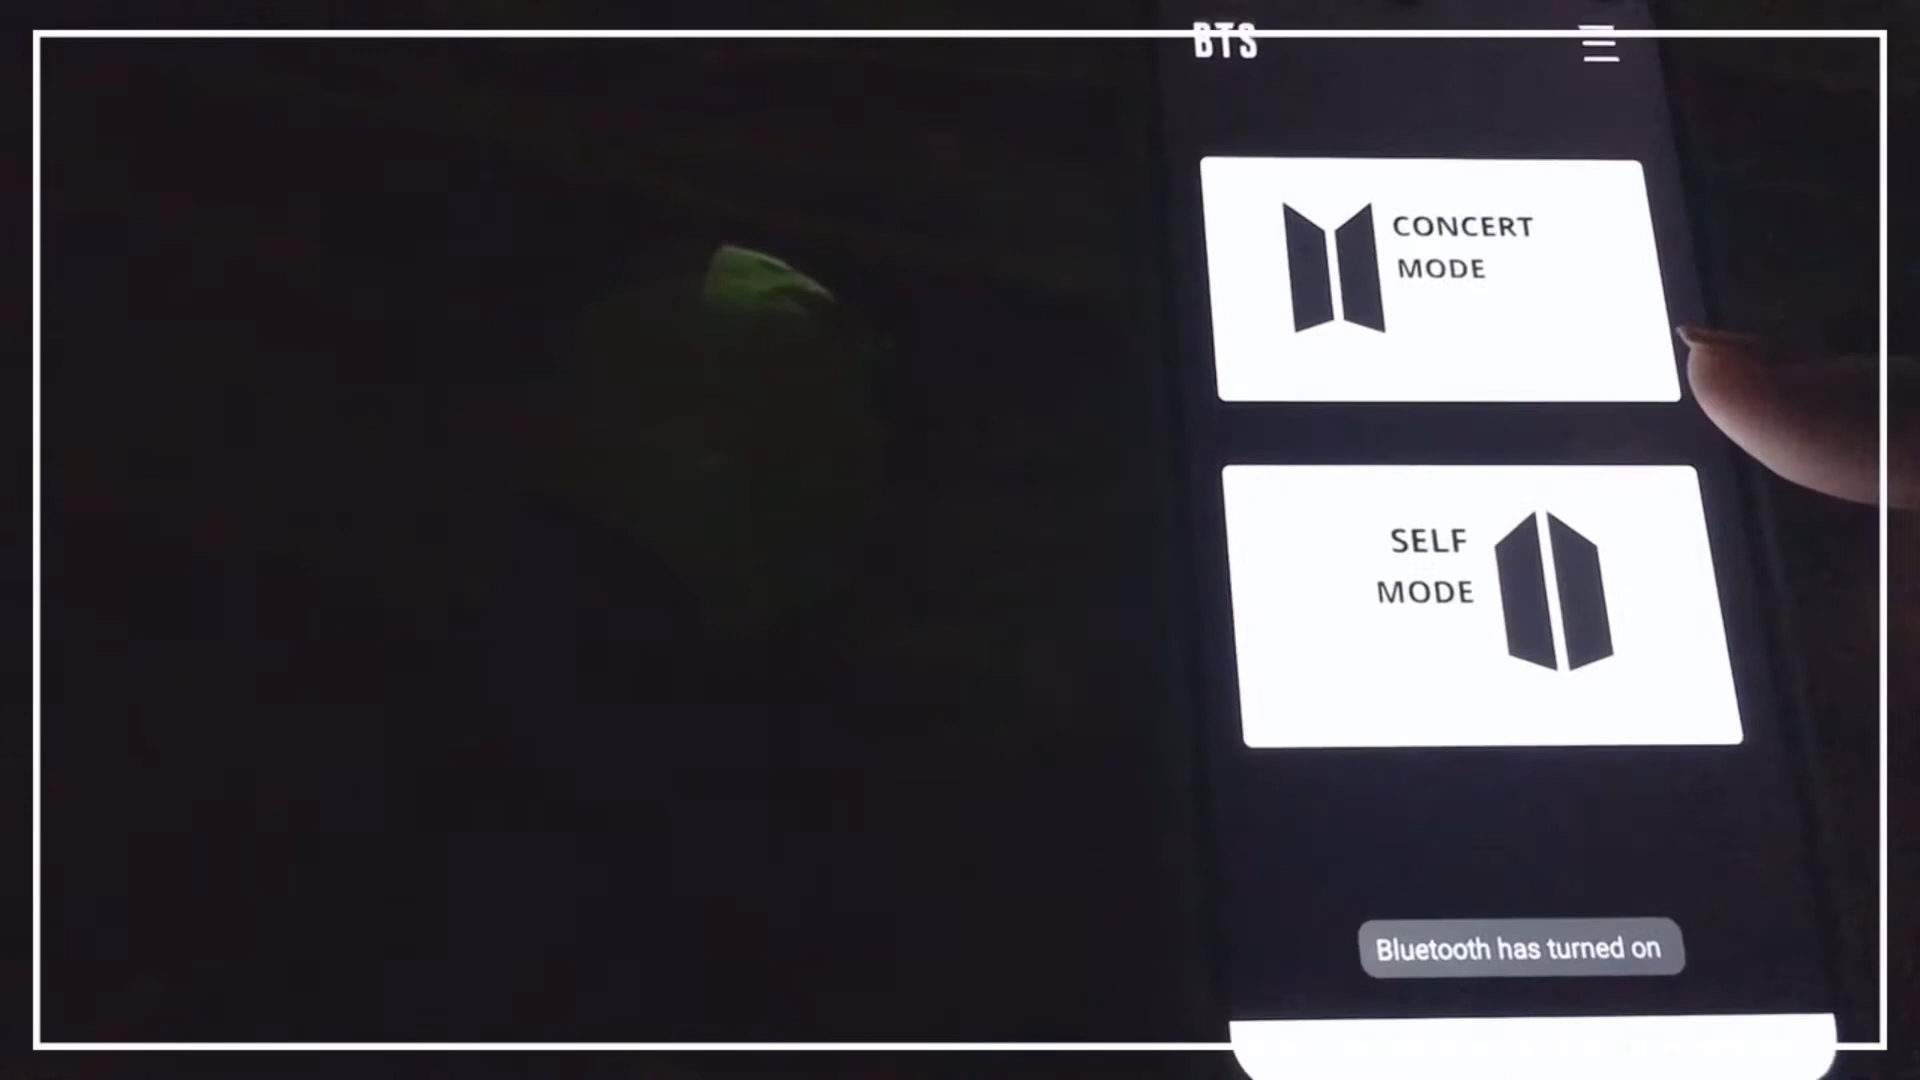 BTS
CONCERT
MODE
SELF
MODE
Bluetooth has turned on